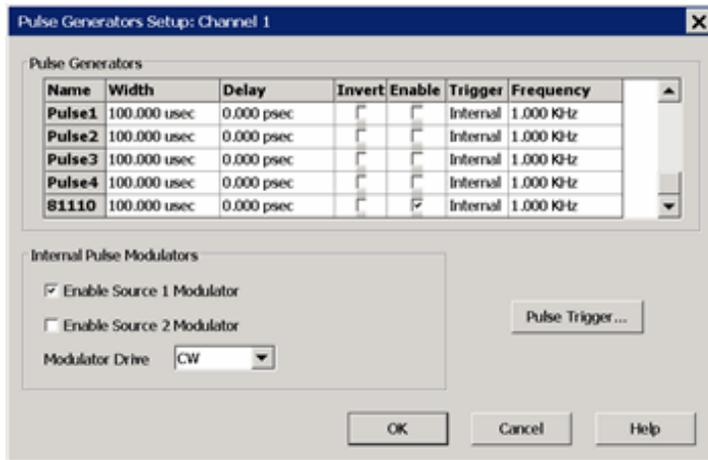 Pulse Generators Setup: Channel 1
Pulse Generators
Name Width Delay Invert Enable Trigger Frequency
Pulse1 100.000 usec 0.000 psec Internal 1.000 KHz
Pulse2 100.000 usec 0.000 psec Internal 1.000 KHz
Pulse3 100.000 usec 0.000 psec Internal 1.000 KHz
Pulse4 100.000 usec 0.000 psec Internal 1.000 KHz
81110 100.000 usec 0.000 psec Internal 1.000 KHz
Internal Pulse Modulators
Enable Source 1 Modulator
Enable Source 2 Modulator
Pulse Trigger...
Modulator Drive CW
OK Cancel Help